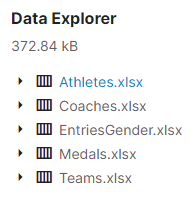 Data Explorer
372.84 kB
Athletes.xlsx
Coaches.xlsx
EntriesGender.xlsx
Medals.xlsx
Teams.xlsx